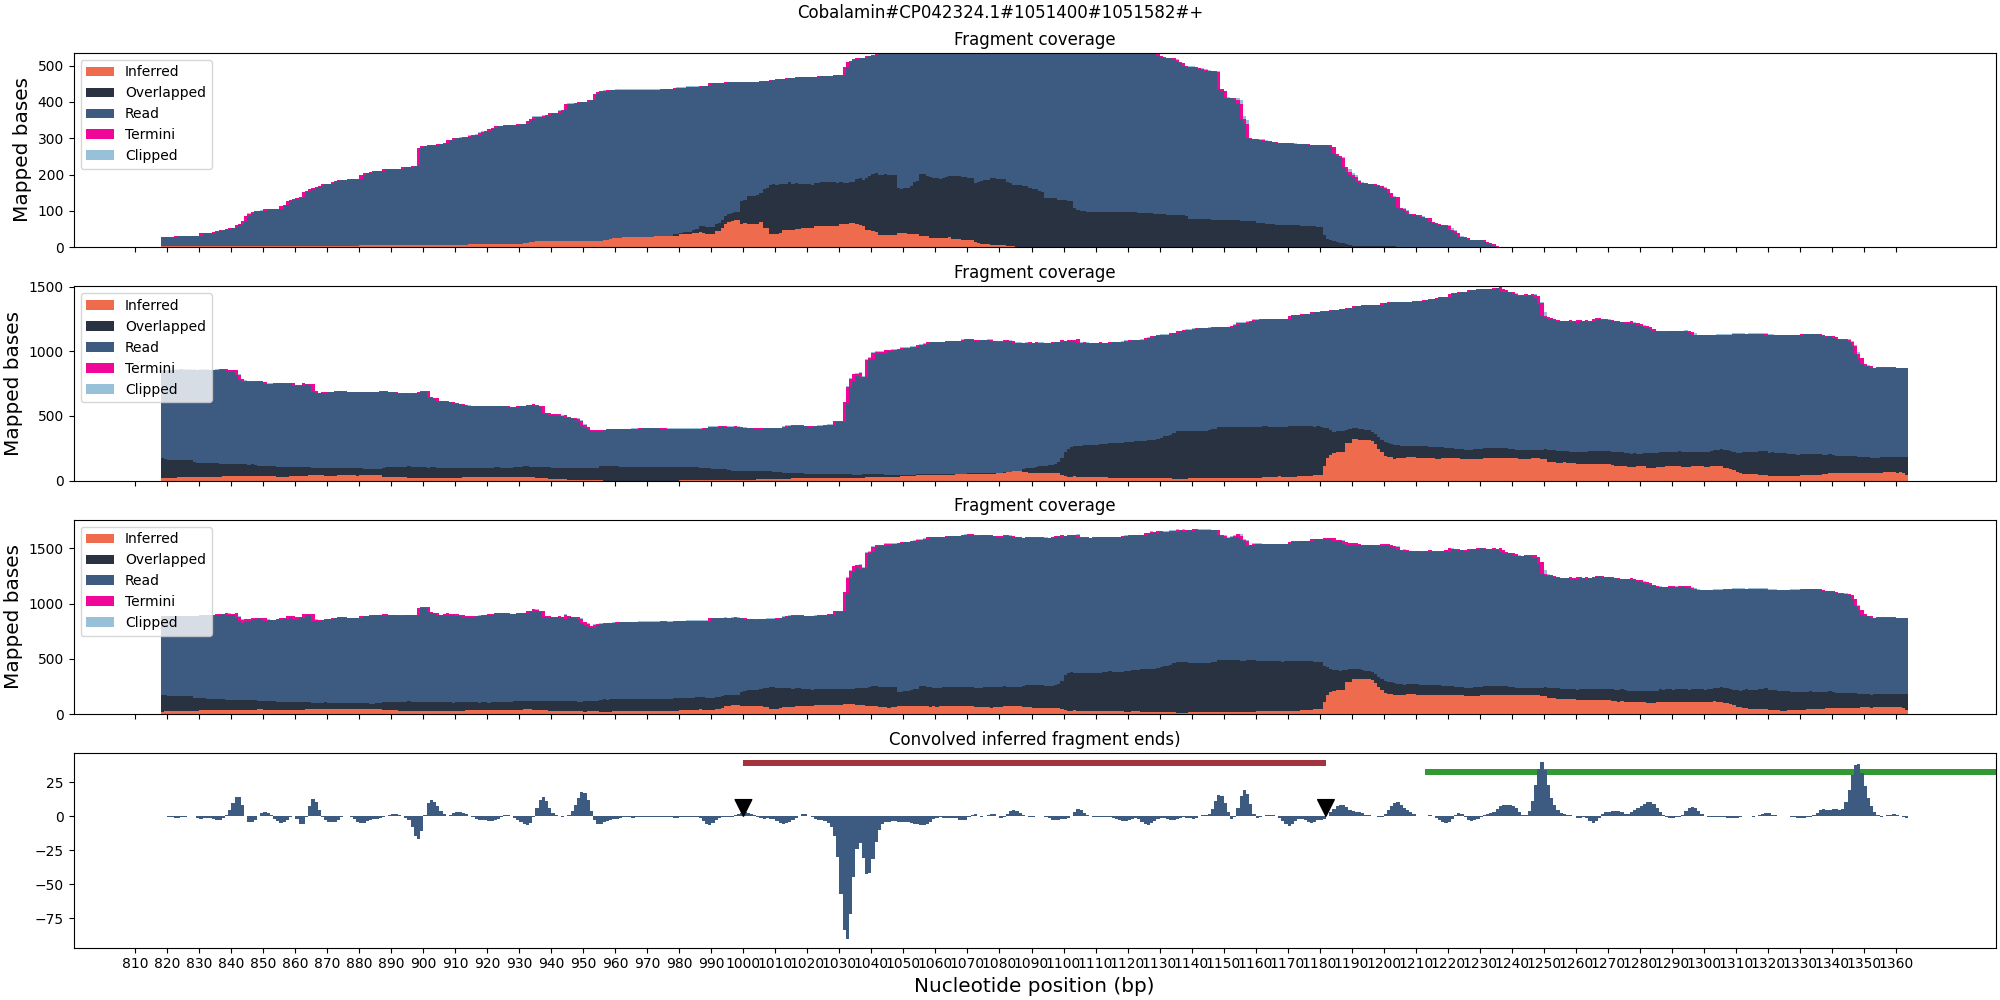 Cobalamin#CP042324.1#1051400#1051582#+
Fragment coverage
Mapped bases
500
400
300
200
100
0
Inferred
Overlapped
Read
Termini
Clipped
Fragment coverage
Mapped bases
1500
1000
500
0
Inferred
Overlapped
Read
Termini
Clipped
Fragment coverage
Mapped bases
1500
1000
500
0
Inferred
Overlapped
Read
Termini
Clipped
Convolved inferred fragment ends)
25
0
−25
−50
−75
810 820 830 840 850 860 870 880 890 900 910 920 930 940 950 960 970 980 990 1000 1010 1020 1030 1040 1050 1060 1070 1080 1090 1100 1110 1120 1130 1140 1150 1160 1170 1180 1190 1200 1210 1220 1230 1240 1250 1260 1270 1280 1290 1300 1310 1320 1330 1340 1350 1360
Nucleotide position (bp)